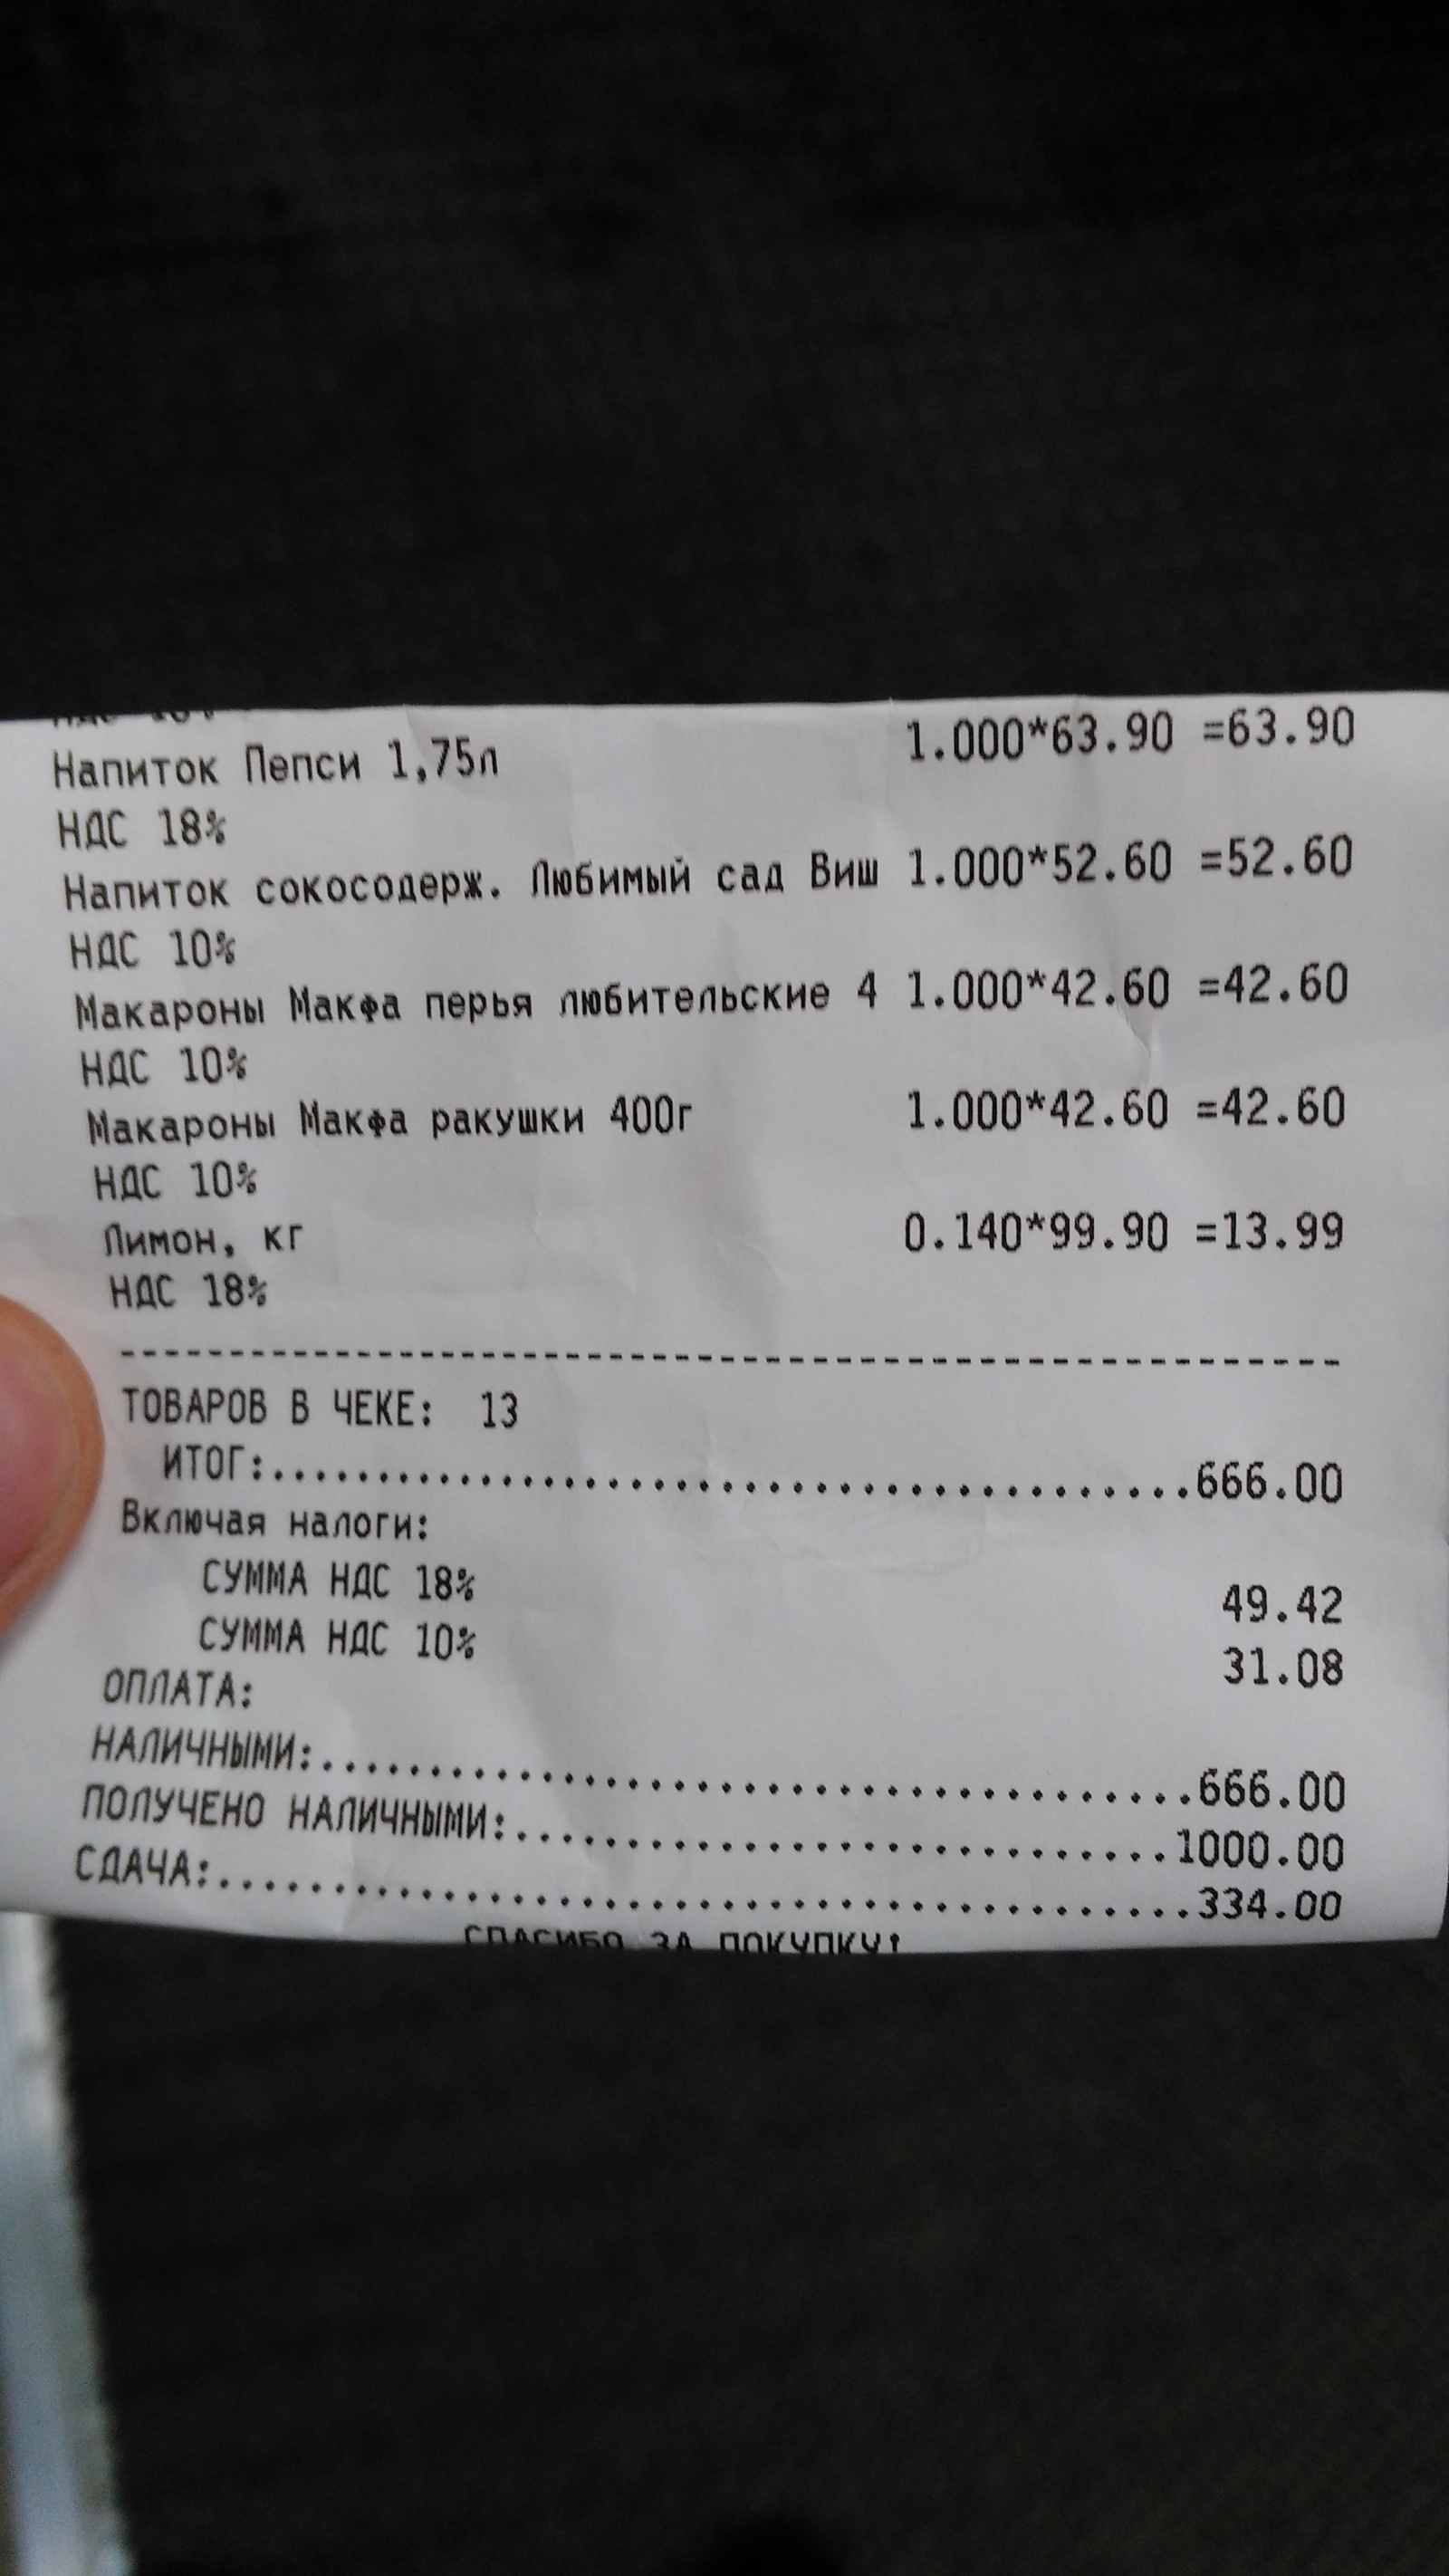 Напиток Пепси 1,75л 1.000*63.90 =63.90
НДС 18%
Напиток сокосодерж. Любимый сад Виш 1.000*52.60 =52.60
НДС 10%
Макароны Макфа перья любительские 4 1.000*42.60 =42.60
НДС 10%
Макароны Макфа ракушки 400г 1.000*42.60 =42.60
НДС 10%
Лимон, кг 0.140*99.90 =13.99
НДС 18%
ТОВАРОВ В ЧЕКЕ: 13
ИТОГ:...........................................666.00
Включая налоги:
СУММА НДС 18% 49.42
СУММА НДС 10% 31.08
ОПЛАТА:
НАЛИЧНЫМИ:.........................................666.00
ПОЛУЧЕНО НАЛИЧНЫМИ:...............................1000.00
СДАЧА:.............................................334.00
СПАСИБО ЗА ПОКУПКУ!